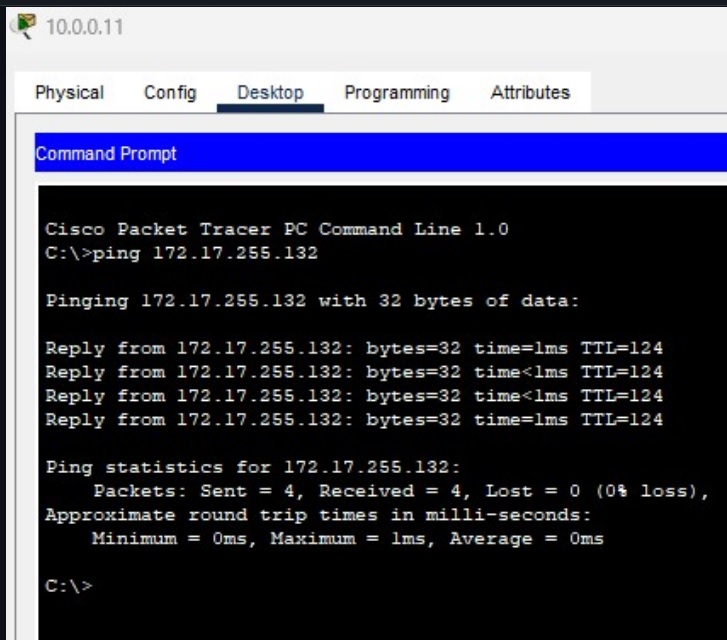 10.0.0.11
Physical Config Desktop Programming Attributes
Command Prompt
Cisco Packet Tracer PC Command Line 1.0
C:\>ping 172.17.255.132
Pinging 172.17.255.132 with 32 bytes of data:
Reply from 172.17.255.132: bytes=32 time=1ms TTL=124
Reply from 172.17.255.132: bytes=32 time<1ms TTL=124
Reply from 172.17.255.132: bytes=32 time<1ms TTL=124
Reply from 172.17.255.132: bytes=32 time=1ms TTL=124
Ping statistics for 172.17.255.132:
Packets: Sent = 4, Received = 4, Lost = 0 (0% loss),
Approximate round trip times in milli-seconds:
Minimum = 0ms, Maximum = 1ms, Average = 0ms
C:\>